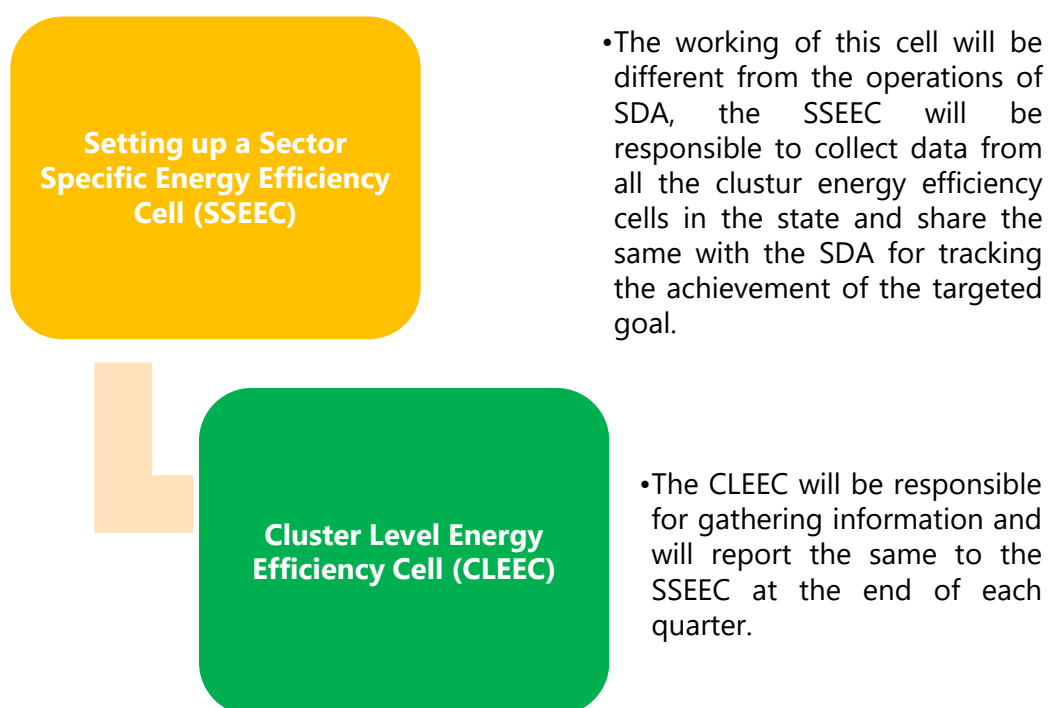 Setting up a Sector
Specific Energy Efficiency
Cell (SSEEC)
•The working of this cell will be
different from the operations of
SDA, the SSEEC will be
responsible to collect data from
all the clustur energy efficiency
cells in the state and share the
same with the SDA for tracking
the achievement of the targeted
goal.
Cluster Level Energy
Efficiency Cell (CLEEC)
•The CLEEC will be responsible
for gathering information and
will report the same to the
SSEEC at the end of each
quarter.